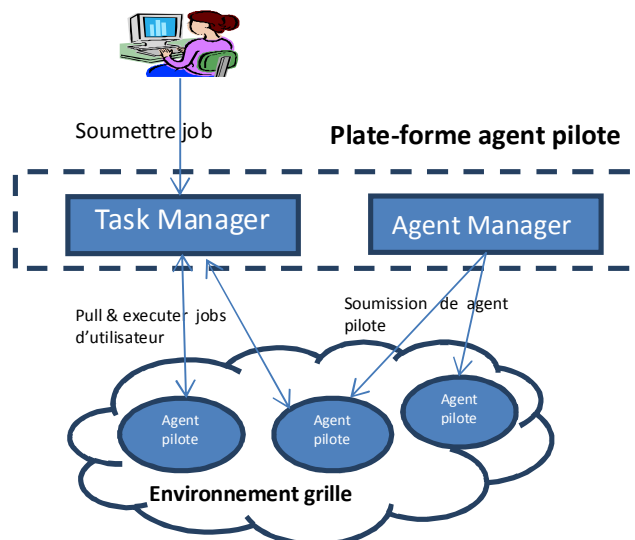 Soumettre job
Plate-forme agent pilote
Task Manager
Agent Manager
Pull & executer jobs
d’utilisateur
Soumission de agent
pilote
Agent
pilote
Agent
pilote
Agent
pilote
Environnement grille